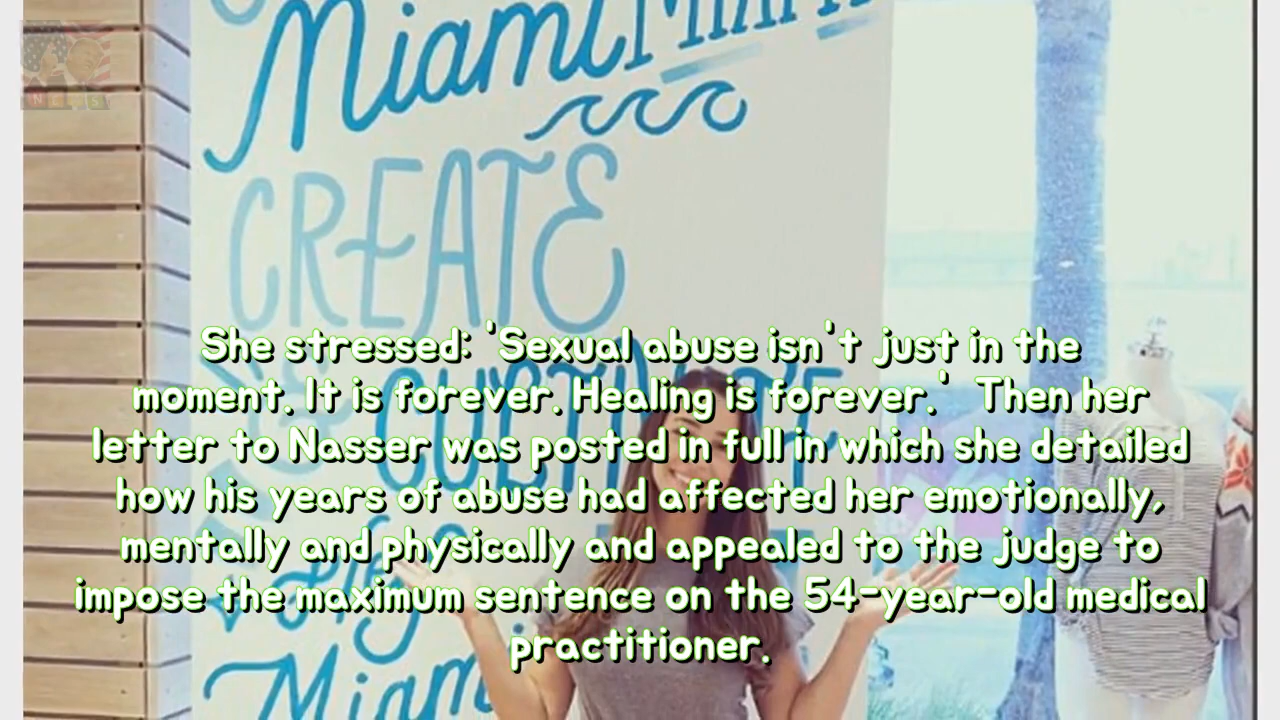 Miami MIAMI
CREATE
She stressed: 'Sexual abuse isn't just in the
moment. It is forever. Healing is forever.' Then her
letter to Nasser was posted in full in which she detailed
how his years of abuse had affected her emotionally,
mentally and physically and appealed to the judge to
impose the maximum sentence on the 54-year-old medical
practitioner.
Miami